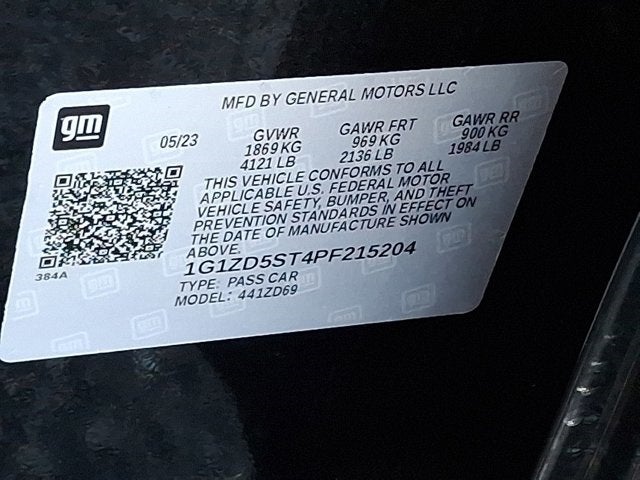 MFD BY GENERAL MOTORS LLC
gm
05/23 GVWR GAWR FRT GAWR RR
1869 KG 969 KG 900 KG
4121 LB 2136 LB 1984 LB
THIS VEHICLE CONFORMS TO ALL
APPLICABLE U.S. FEDERAL MOTOR
VEHICLE SAFETY, BUMPER, AND THEFT
PREVENTION STANDARDS IN EFFECT ON
THE DATE OF MANUFACTURE SHOWN
ABOVE.
384A
1G1ZD5ST4PF215204
TYPE: PASS CAR
MODEL: 441ZD69